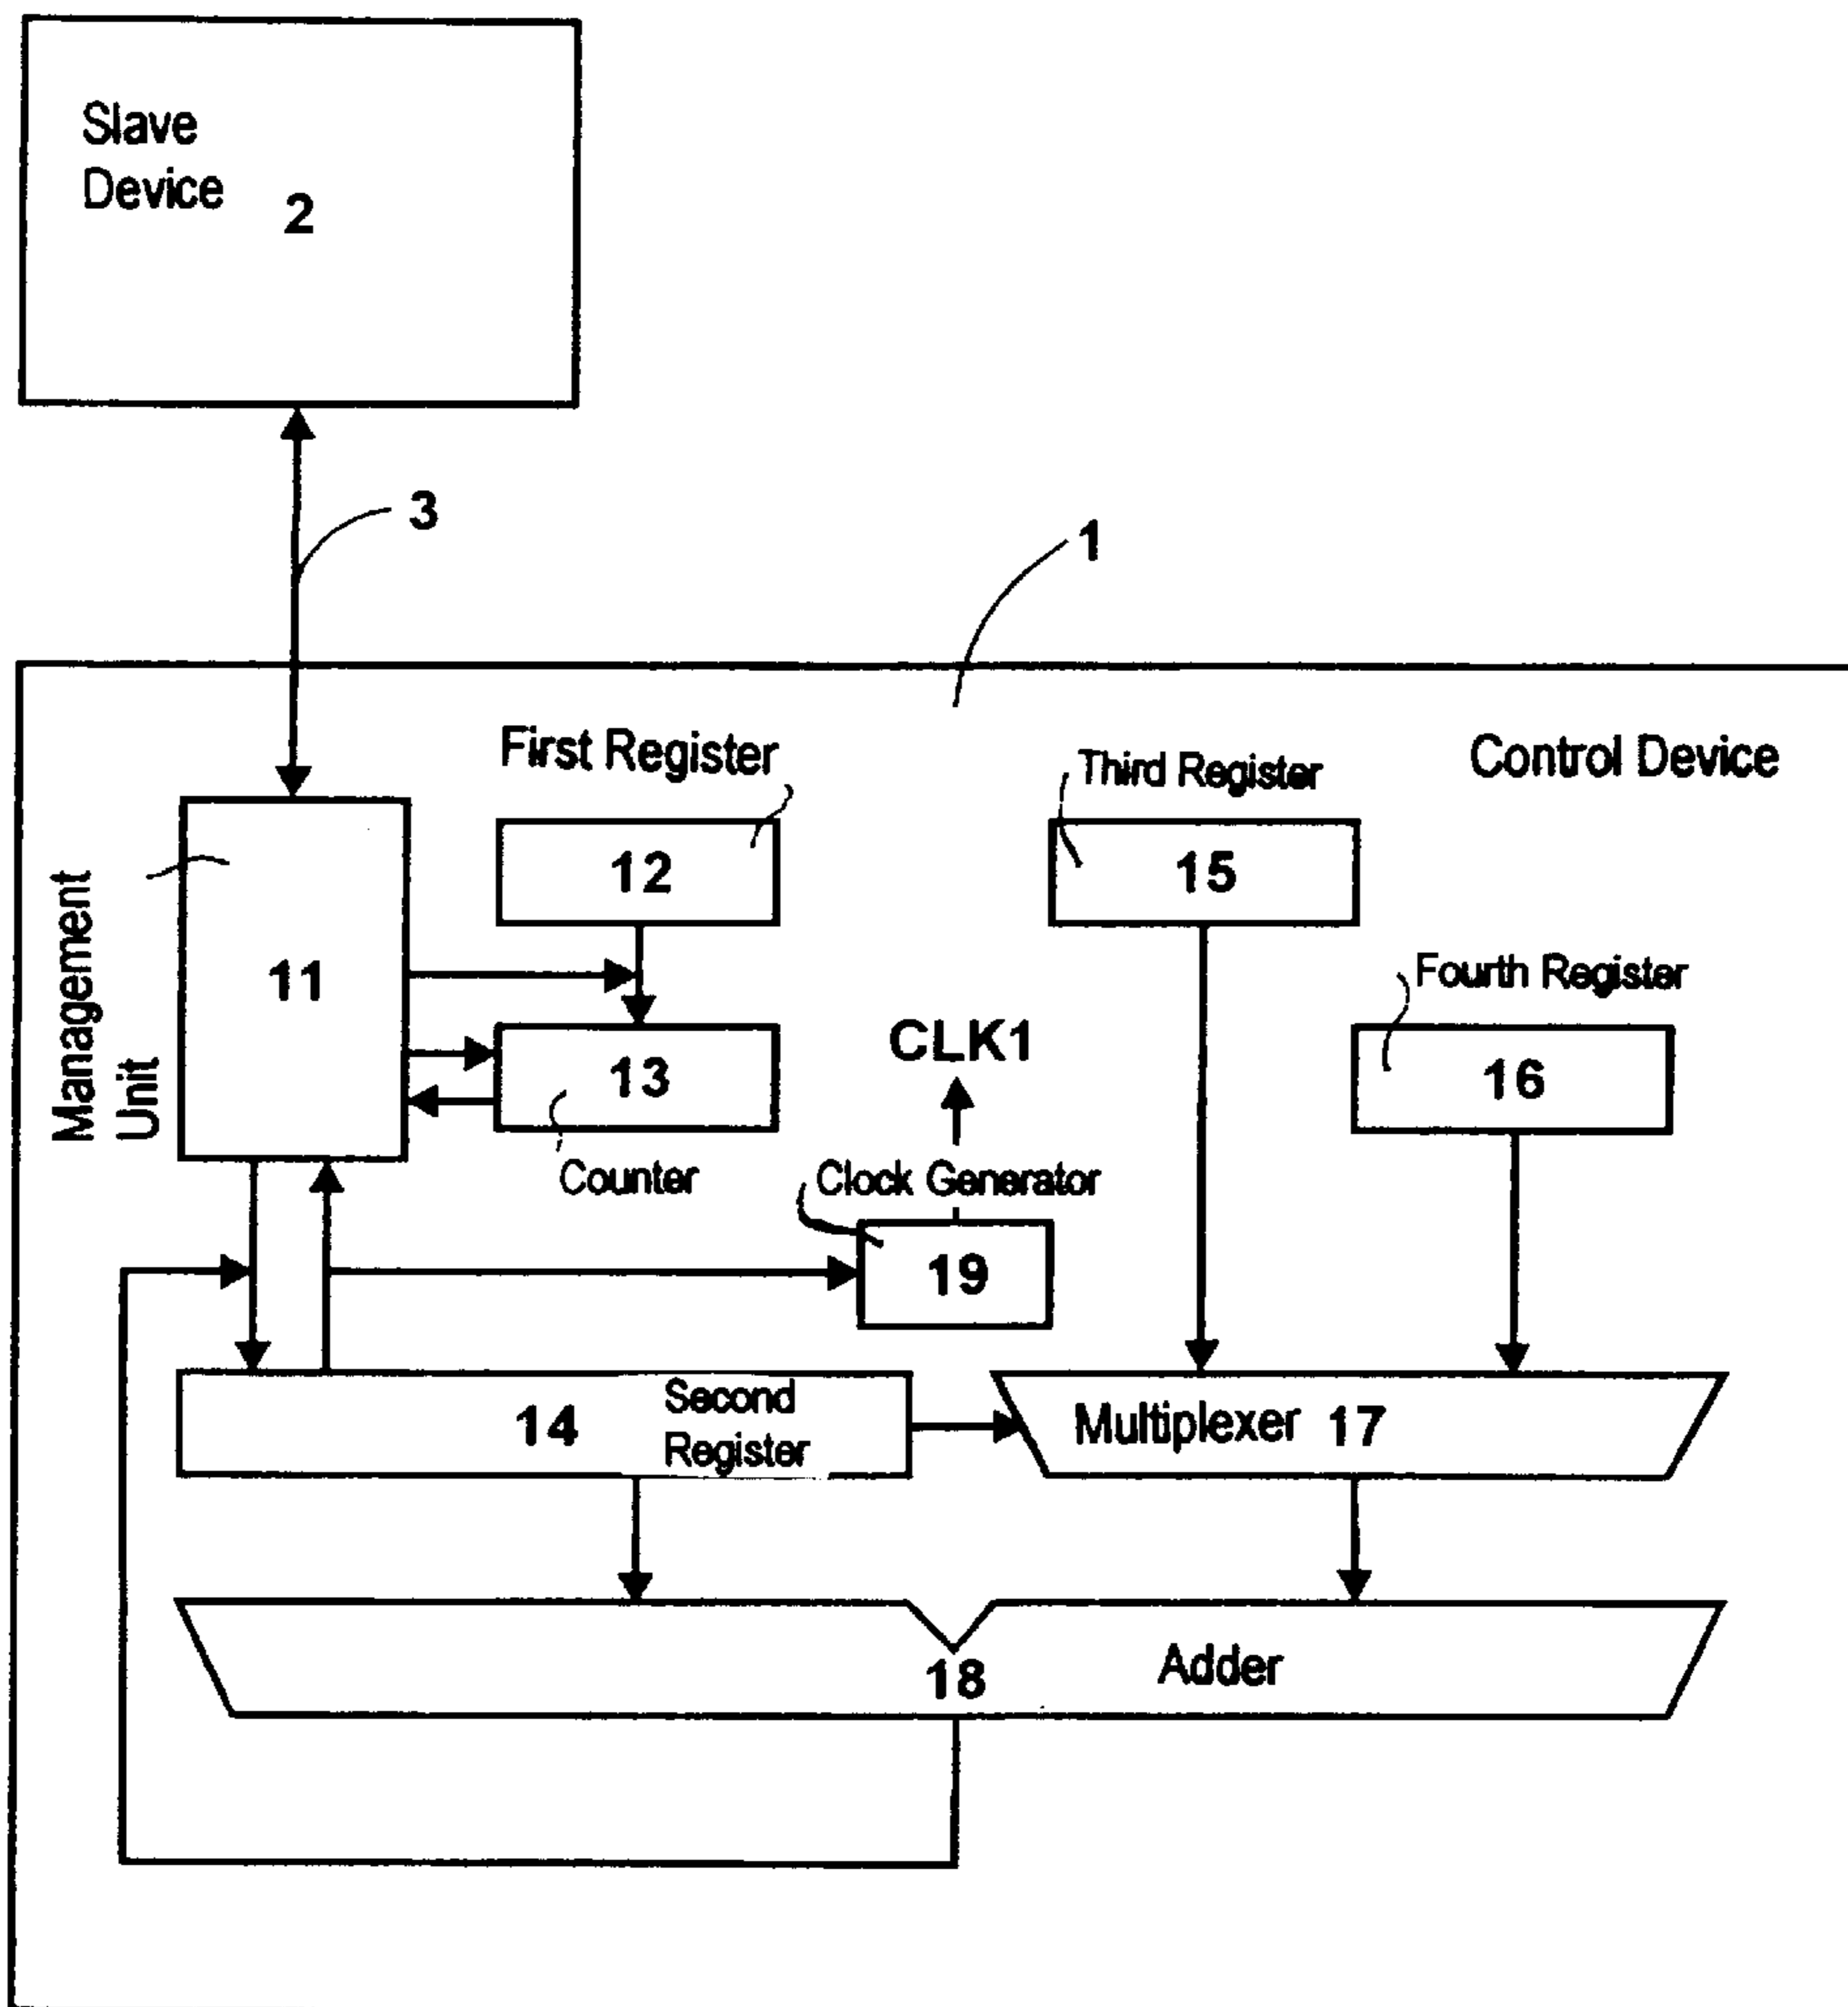 Slave
Device
2
3
1
First Register
Third Register
Control Device
12
15
Management
Unit
11
Fourth Register
CLK1
13
16
Counter
Clock Generator
19
14
Second
Register
Multiplexer 17
18
Adder